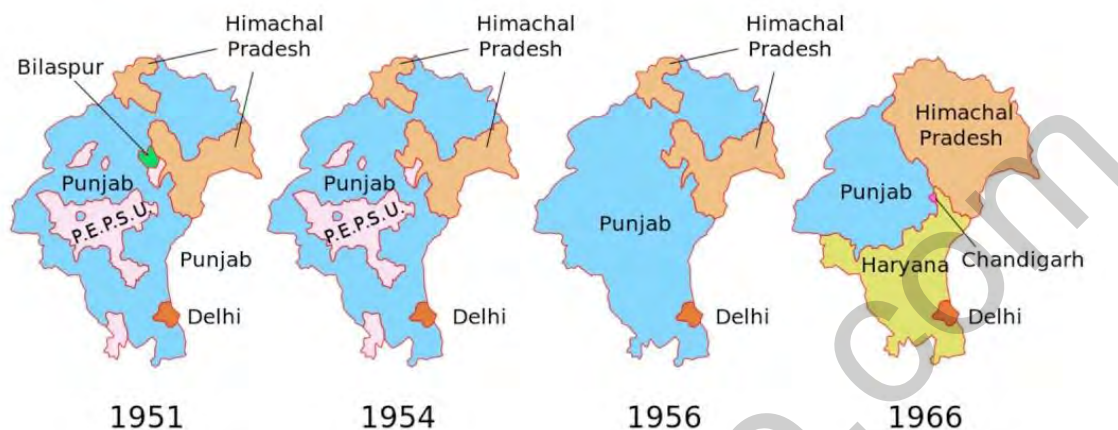 Himachal
Pradesh
Bilaspur
Punjab
P.E.P.S.U.
Punjab
Delhi
1951
Himachal
Pradesh
Punjab
P.E.P.S.U.
Delhi
1954
Himachal
Pradesh
Punjab
Delhi
1956
Himachal
Pradesh
Punjab
Haryana
Chandigarh
Delhi
1966